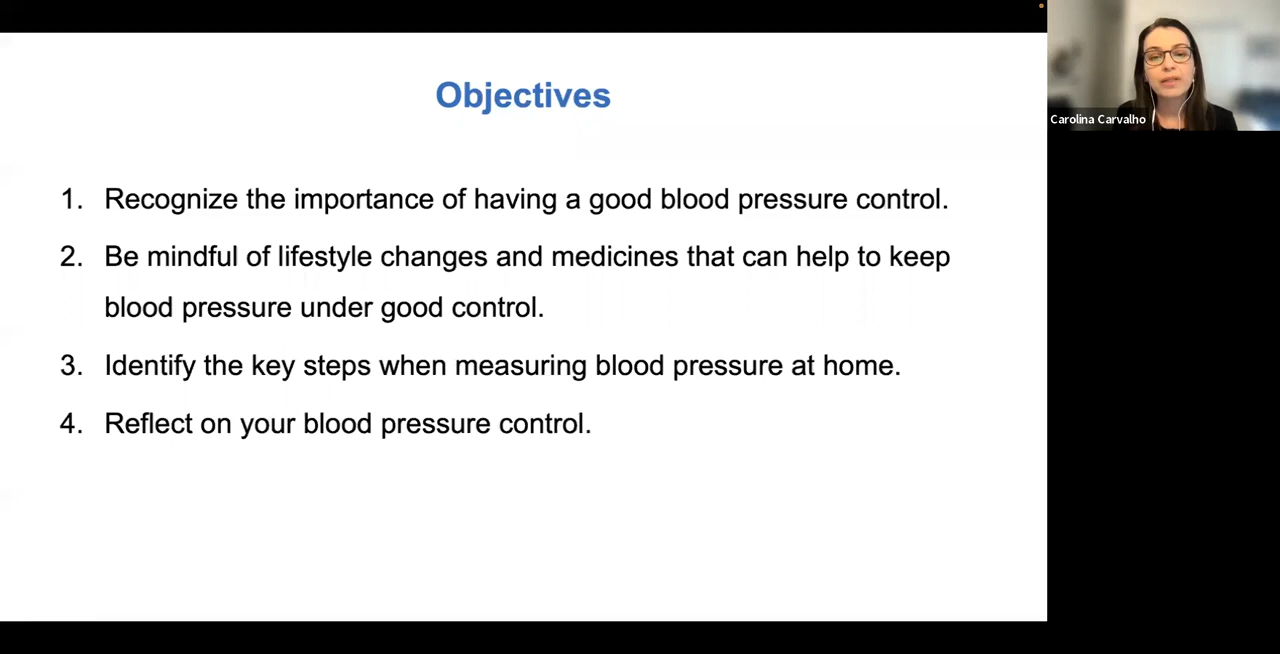 Objectives
1. Recognize the importance of having a good blood pressure control.
2. Be mindful of lifestyle changes and medicines that can help to keep
blood pressure under good control.
3. Identify the key steps when measuring blood pressure at home.
4. Reflect on your blood pressure control.
Carolina Carvalho